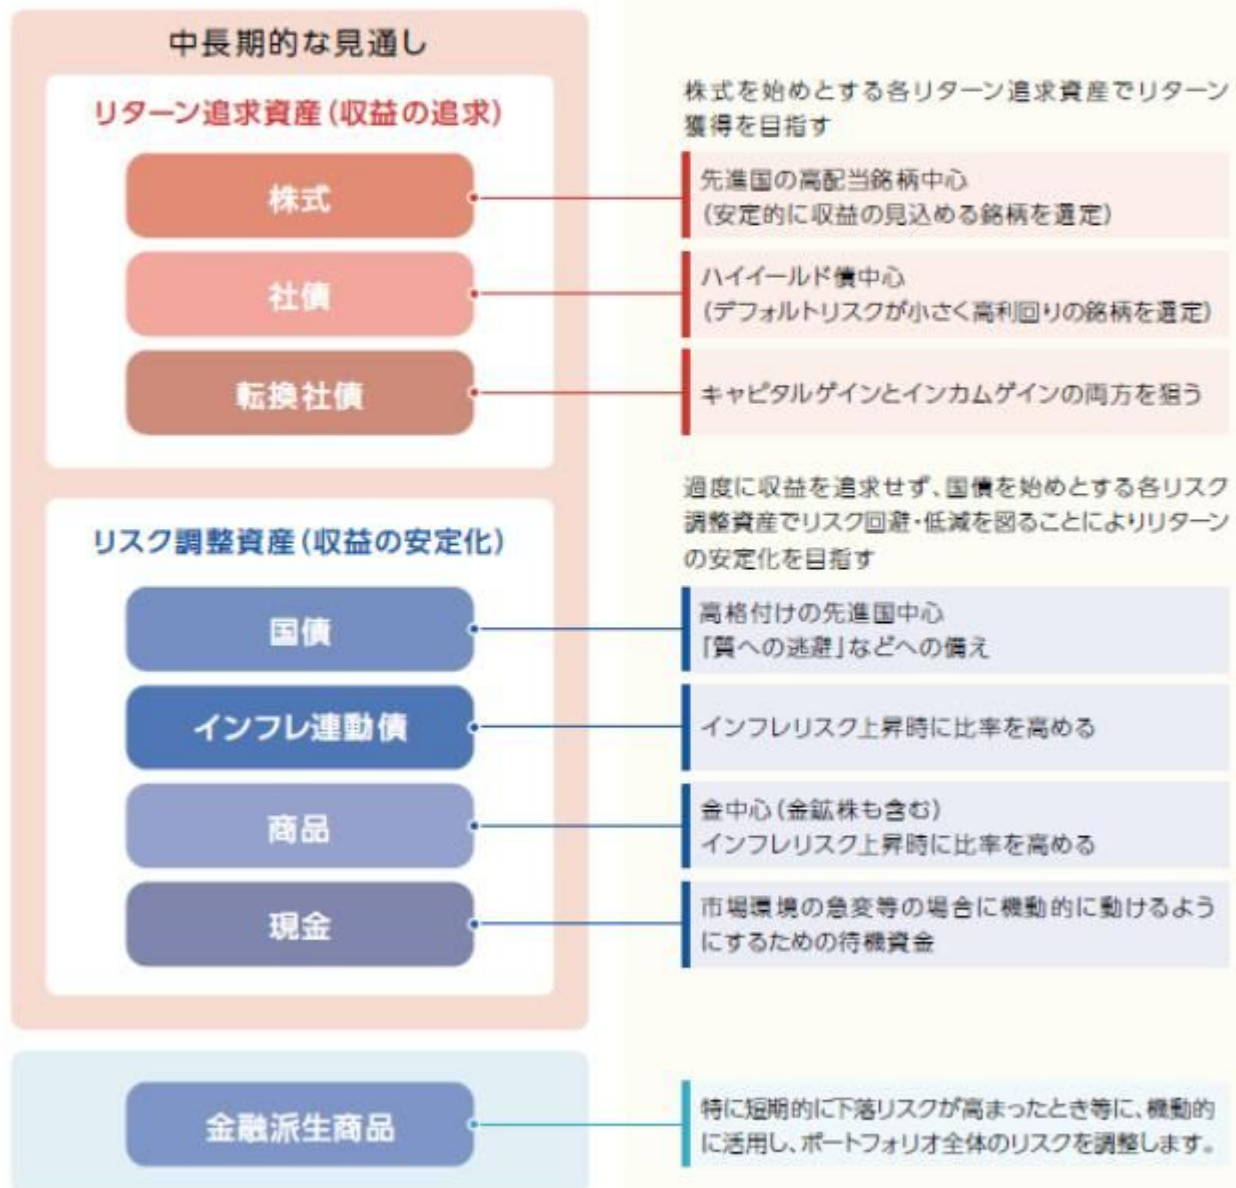 中長期的な見通し
リターン追求資産(収益の追求)
株式を始めとする各リターン追求資産でリターン
獲得を目指す
株式
先進国の高配当銘柄中心
(安定的に収益の見込める銘柄を選定)
社債
ハイイールド債中心
(デフォルトリスクが小さく高利回りの銘柄を選定)
転換社債
キャピタルゲインとインカムゲインの両方を狙う
リスク調整資産(収益の安定化)
過度に収益を追求せず、国債を始めとする各リスク
調整資産でリスク回避・低減を図ることによりリターン
の安定化を目指す
国債
高格付けの先進国中心
「質への逃避」などへの備え
インフレ連動債
インフレリスク上昇時に比率を高める
商品
金中心(金鉱株も含む)
インフレリスク上昇時に比率を高める
現金
市場環境の急変等の場合に機動的に動けるよう
にするための待機資金
金融派生商品
特に短期的に下落リスクが高まったとき等に、機動的
に活用し、ポートフォリオ全体のリスクを調整します。